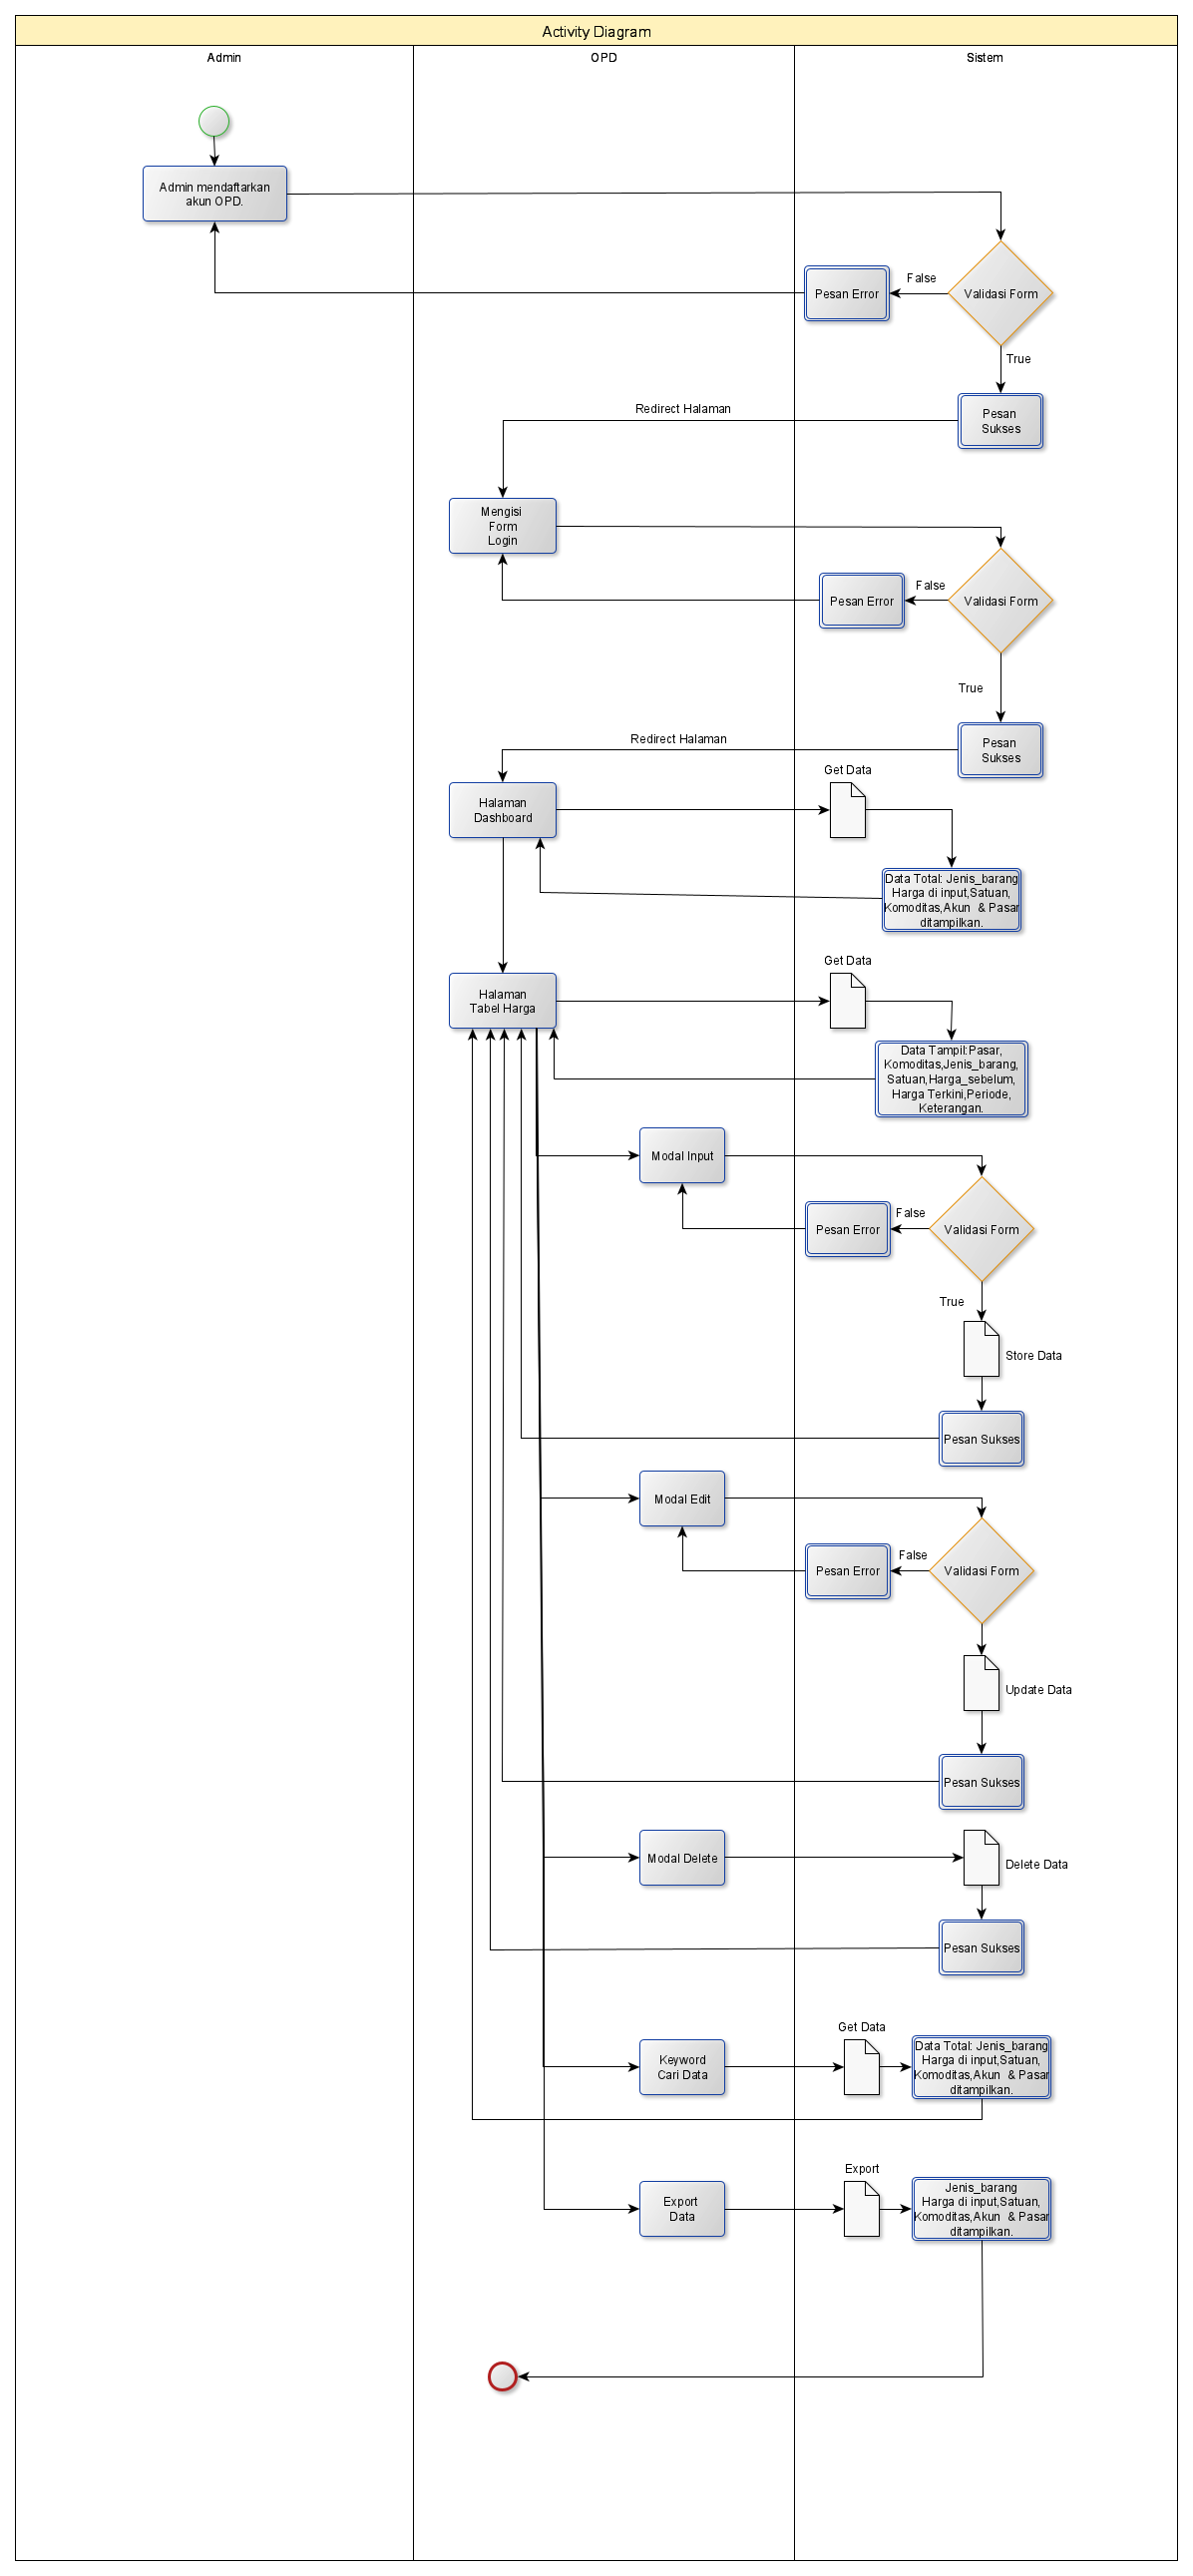 Activity Diagram
Admin
OPD
Sistem
Admin mendaftarkan
akun OPD.
Pesan Error
False
Validasi Form
True
Pesan
Sukses
Redirect Halaman
Mengisi
Form
Login
Pesan Error
False
Validasi Form
True
Pesan
Sukses
Redirect Halaman
Halaman
Dashboard
Get Data
Data Total: Jenis_barang
Harga di input,Satuan,
Komoditas,Akun & Pasar
ditampilkan.
Halaman
Tabel Harga
Get Data
Data Tampil:Pasar,
Komoditas,Jenis_barang,
Satuan,Harga_sebelum,
Harga Terkini,Periode,
Keterangan.
Modal Input
Pesan Error
False
Validasi Form
True
Store Data
Pesan Sukses
Modal Edit
Pesan Error
False
Validasi Form
Update Data
Pesan Sukses
Modal Delete
Delete Data
Pesan Sukses
Keyword
Cari Data
Get Data
Data Total: Jenis_barang
Harga di input,Satuan,
Komoditas,Akun & Pasar
ditampilkan.
Export
Data
Export
Jenis_barang
Harga di input,Satuan,
Komoditas,Akun & Pasar
ditampilkan.